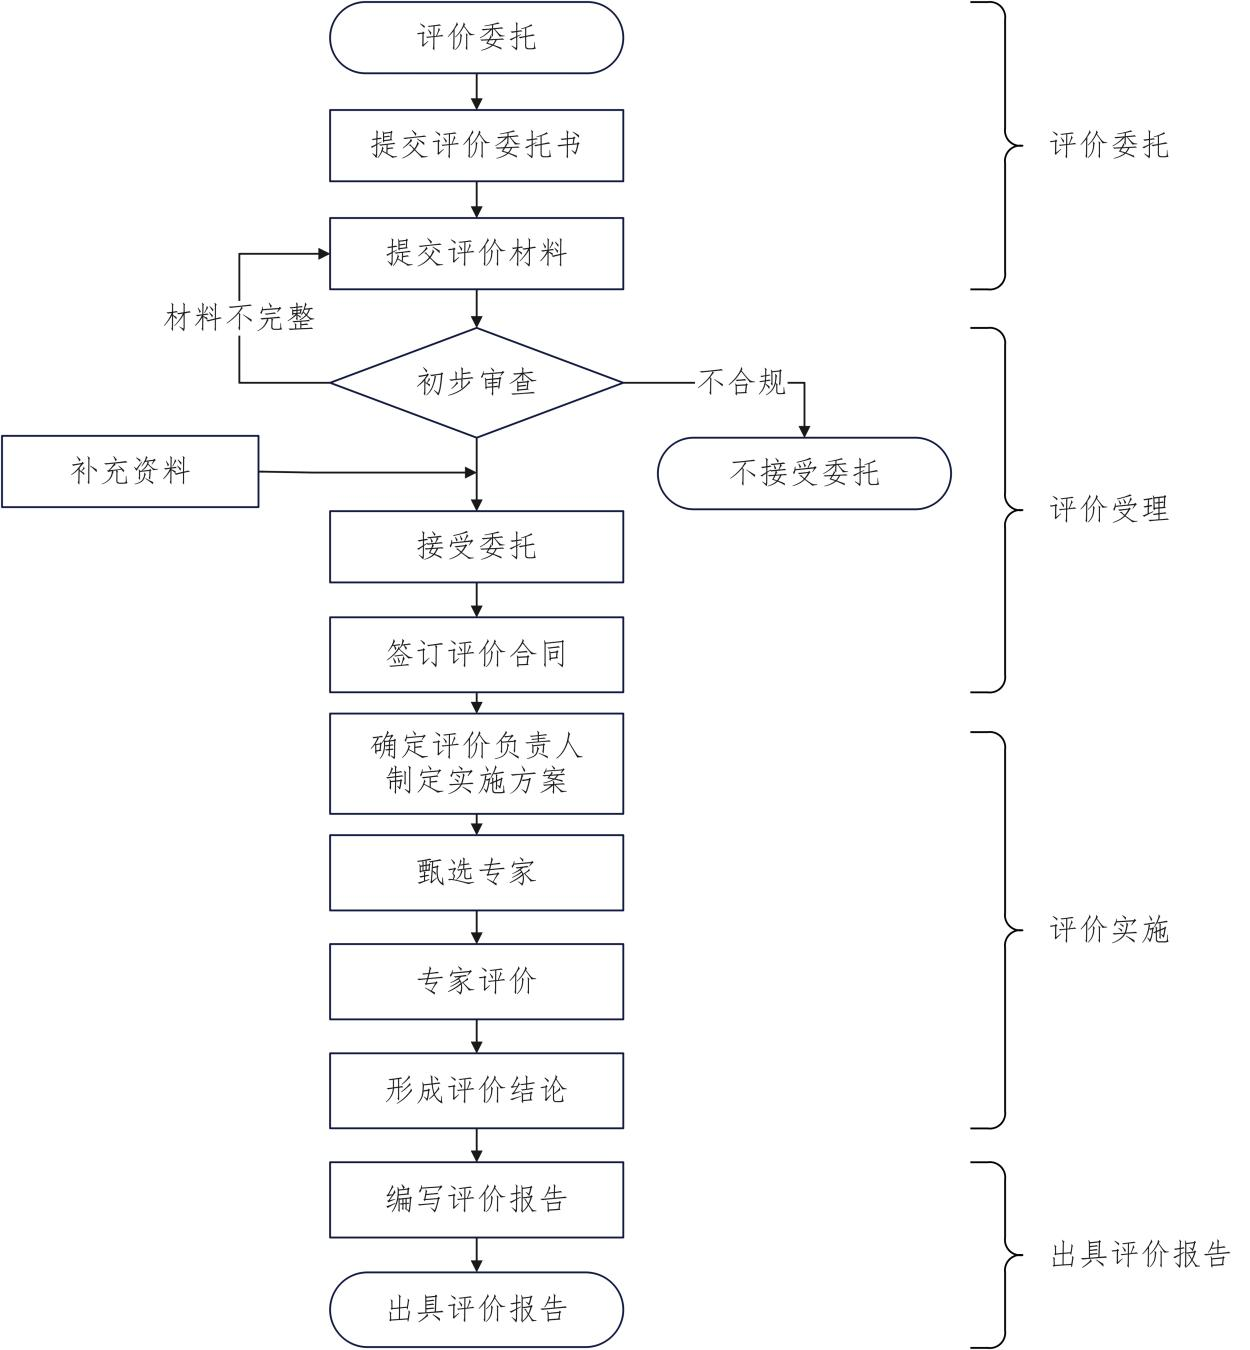 评价委托
提交评价委托书
评价委托
提交评价材料
材料不完整
初步审查
不合规
补充资料
不接受委托
评价受理
接受委托
签订评价合同
确定评价负责人
制定实施方案
甄选专家
评价实施
专家评价
形成评价结论
编写评价报告
出具评价报告
出具评价报告